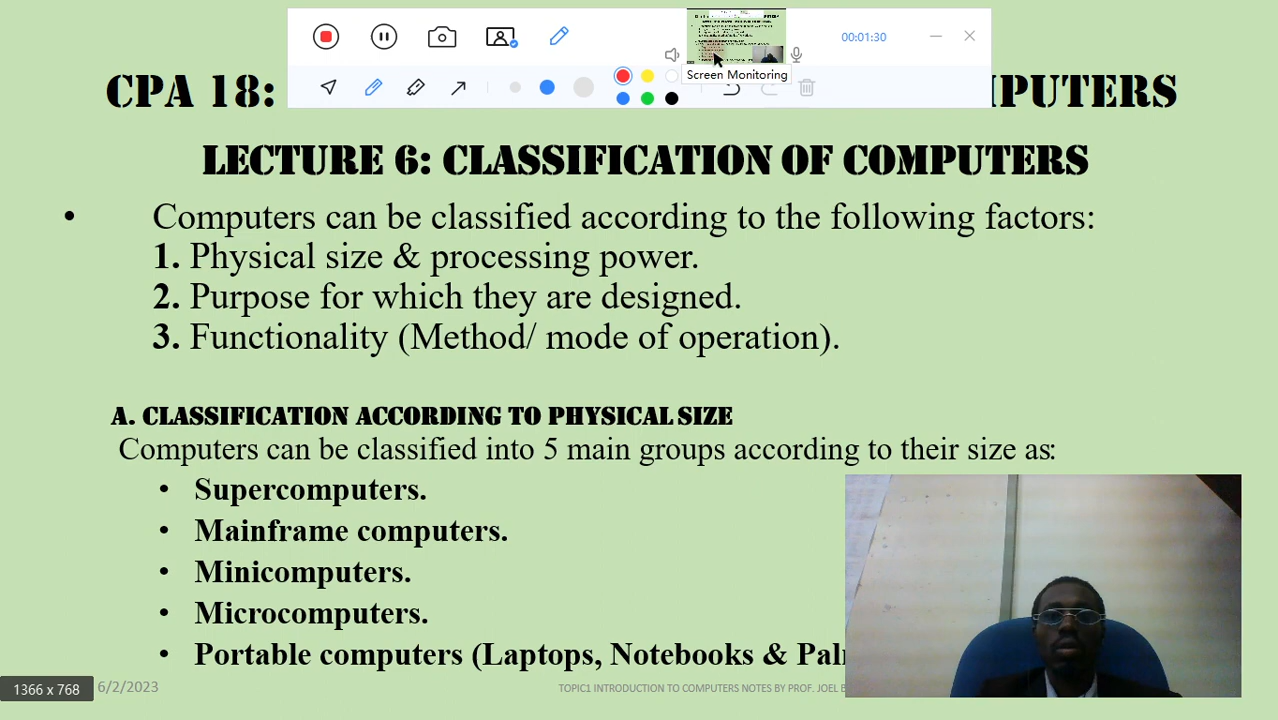 00:01:30
Screen Monitoring
CPA 18:
LECTURE 6: CLASSIFICATION OF COMPUTERS
• Computers can be classified according to the following factors:
1. Physical size & processing power.
2. Purpose for which they are designed.
3. Functionality (Method/ mode of operation).
A. CLASSIFICATION ACCORDING TO PHYSICAL SIZE
Computers can be classified into 5 main groups according to their size as:
• Supercomputers.
• Mainframe computers.
• Minicomputers.
• Microcomputers.
• Portable computers (Laptops, Notebooks &
1366 x 768
6/2/2023
TOPIC1 INTRODUCTION TO COMPUTERS NOTES BY PROF. JOEL